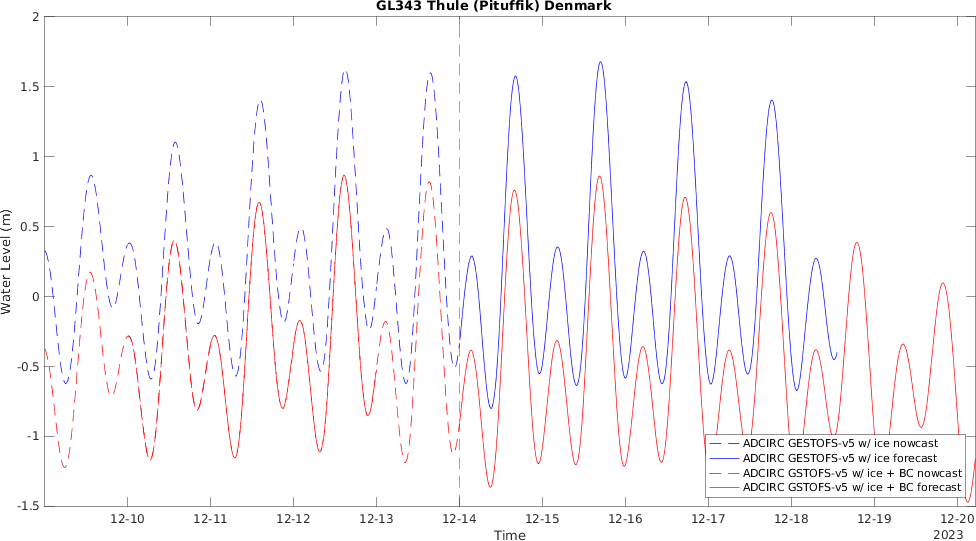 GL343 Thule (Pituffik) Denmark
2
1.5
1
0.5
0
-0.5
-1
-1.5
Water Level (m)
ADCIRC GESTOFS-v5 w/ ice nowcast
ADCIRC GESTOFS-v5 w/ ice forecast
ADCIRC GSTOFS-v5 w/ ice + BC nowcast
ADCIRC GSTOFS-v5 w/ ice + BC forecast
12-10 12-11 12-12 12-13 12-14 12-15 12-16 12-17 12-18 12-19 12-20
Time
2023